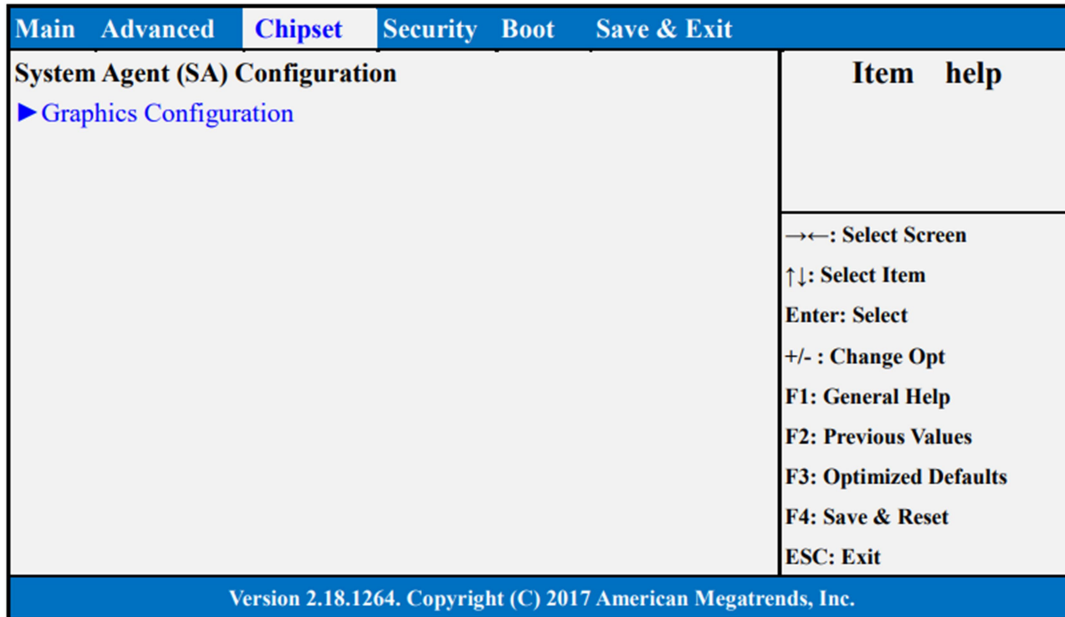 Main Advanced Chipset Security Boot Save & Exit
System Agent (SA) Configuration
►Graphics Configuration
Item help
→←: Select Screen
↑↓: Select Item
Enter: Select
+/- : Change Opt
F1: General Help
F2: Previous Values
F3: Optimized Defaults
F4: Save & Reset
ESC: Exit
Version 2.18.1264. Copyright (C) 2017 American Megatrends, Inc.